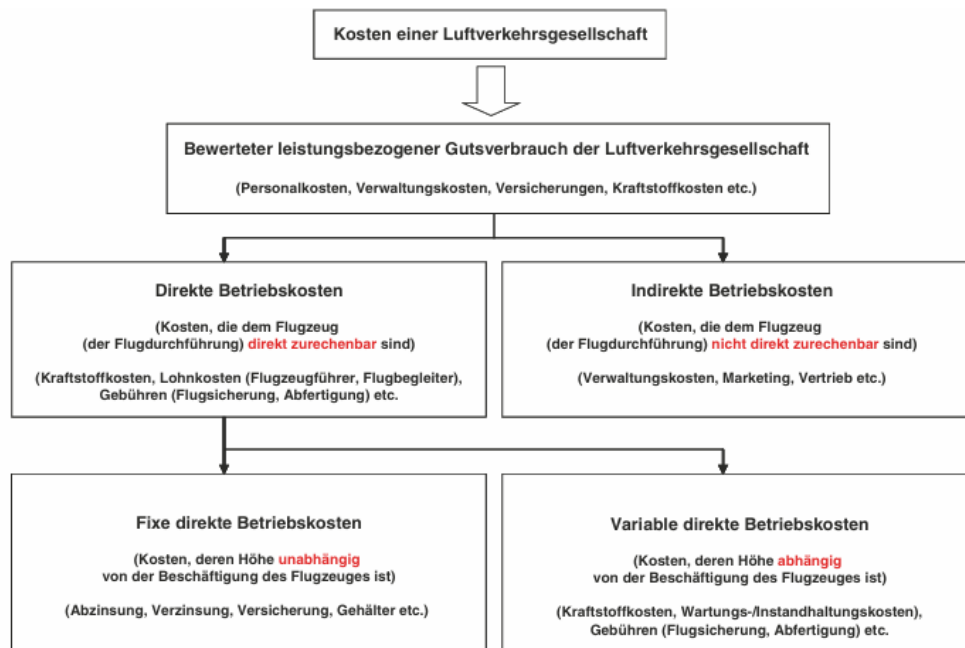 Kosten einer Luftverkehrsgesellschaft
Bewerteter leistungsbezogener Gutsverbrauch der Luftverkehrsgesellschaft
(Personalkosten, Verwaltungskosten, Versicherungen, Kraftstoffkosten etc.)
Direkte Betriebskosten
(Kosten, die dem Flugzeug
(der Flugdurchführung) direkt zurechenbar sind)
(Kraftstoffkosten, Lohnkosten (Flugzeugführer, Flugbegleiter),
Gebühren (Flugsicherung, Abfertigung) etc.
Indirekte Betriebskosten
(Kosten, die dem Flugzeug
(der Flugdurchführung) nicht direkt zurechenbar sind)
(Verwaltungskosten, Marketing, Vertrieb etc.)
Fixe direkte Betriebskosten
(Kosten, deren Höhe unabhängig
von der Beschäftigung des Flugzeuges ist)
(Abzinsung, Verzinsung, Versicherung, Gehälter etc.)
Variable direkte Betriebskosten
(Kosten, deren Höhe abhängig
von der Beschäftigung des Flugzeuges ist)
(Kraftstoffkosten, Wartungs-/Instandhaltungskosten),
Gebühren (Flugsicherung, Abfertigung) etc.